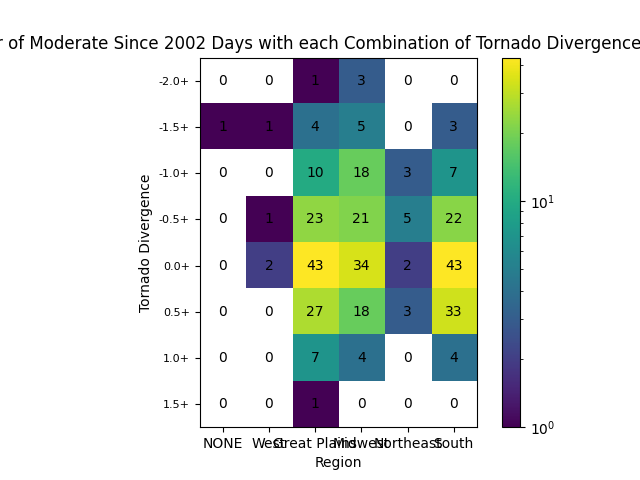 r of Moderate Since 2002 Days with each Combination of Tornado Divergence
-2.0+ 0 0 1 3 0 0
-1.5+ 1 1 4 5 0 3
-1.0+ 0 0 10 18 3 7
-0.5+ 0 1 23 21 5 22
0.0+ 0 2 43 34 2 43
0.5+ 0 0 27 18 3 33
1.0+ 0 0 7 4 0 4
1.5+ 0 0 1 0 0 0
NONE West Great Plains Midwest Northeast South
Region
Tornado Divergence
10¹
10⁰